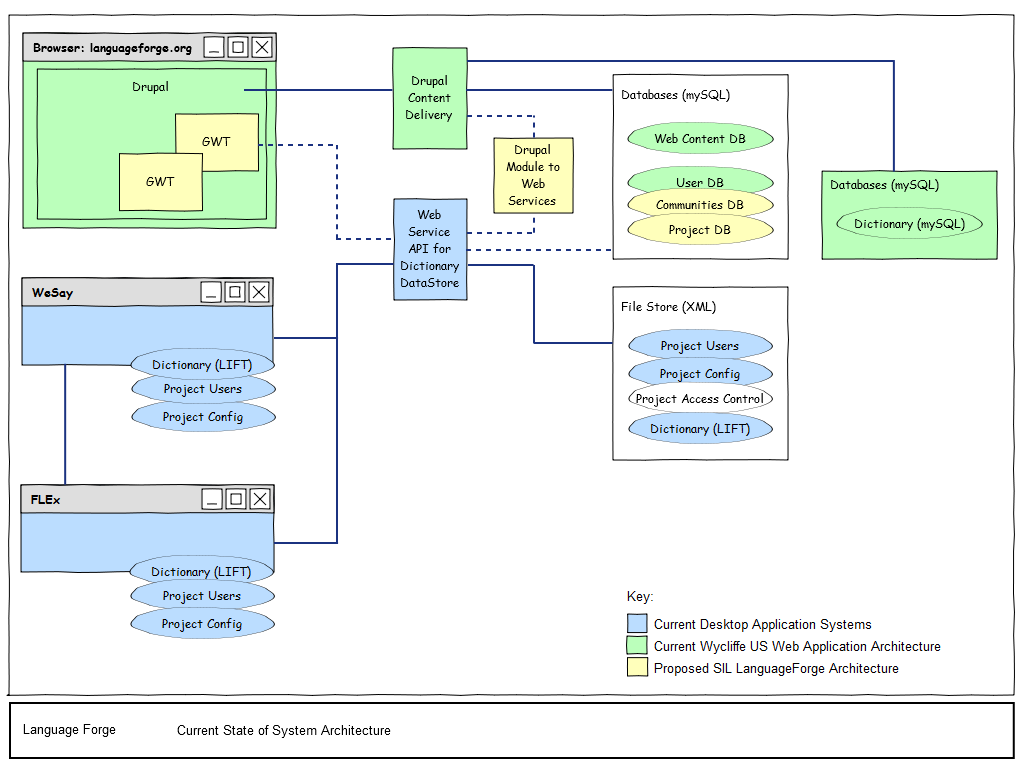 Browser: languageforge.org
Drupal
GWT
GWT
Drupal
Content
Delivery
Drupal
Module to
Web
Services
Web
Service
API for
Dictionary
DataStore
Databases (mySQL)
Web Content DB
User DB
Communities DB
Project DB
Databases (mySQL)
Dictionary (mySQL)
WeSay
Dictionary (LIFT)
Project Users
Project Config
File Store (XML)
Project Users
Project Config
Project Access Control
Dictionary (LIFT)
FLEx
Dictionary (LIFT)
Project Users
Project Config
Key:
Current Desktop Application Systems
Current Wycliffe US Web Application Architecture
Proposed SIL LanguageForge Architecture
Language Forge
Current State of System Architecture